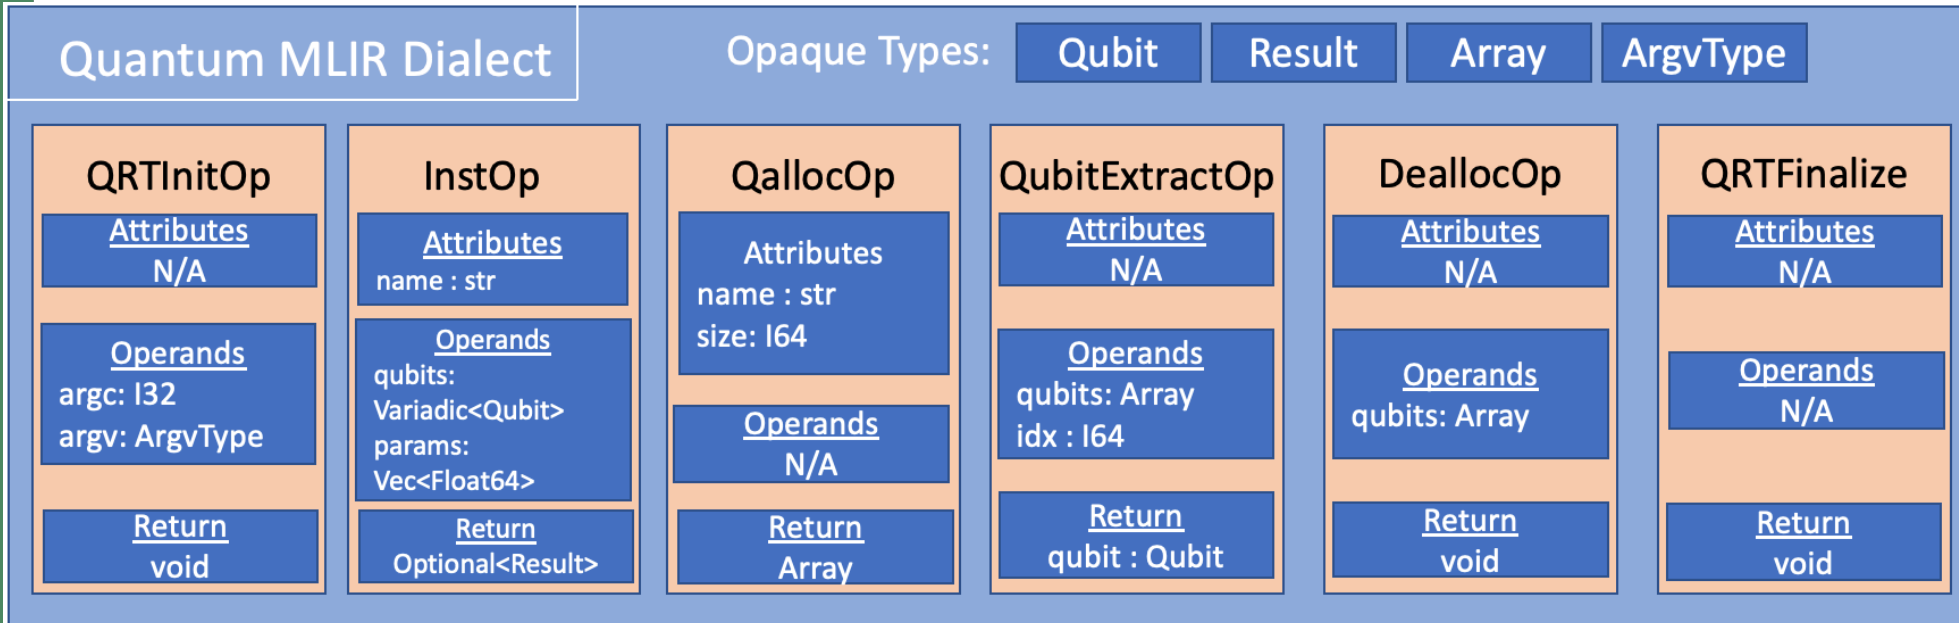 Quantum MLIR Dialect
Opaque Types:
Qubit
Result
Array
ArgvType
QRTInitOp
Attributes
N/A
Operands
argc: I32
argv: ArgvType
Return
void
InstOp
Attributes
name : str
Operands
qubits:
Variadic<Qubit>
params:
Vec<Float64>
Return
Optional<Result>
QallocOp
Attributes
name : str
size: I64
Operands
N/A
Return
Array
QubitExtractOp
Attributes
N/A
Operands
qubits: Array
idx : I64
Return
qubit : Qubit
DeallocOp
Attributes
N/A
Operands
qubits: Array
Return
void
QRTFinalize
Attributes
N/A
Operands
N/A
Return
void